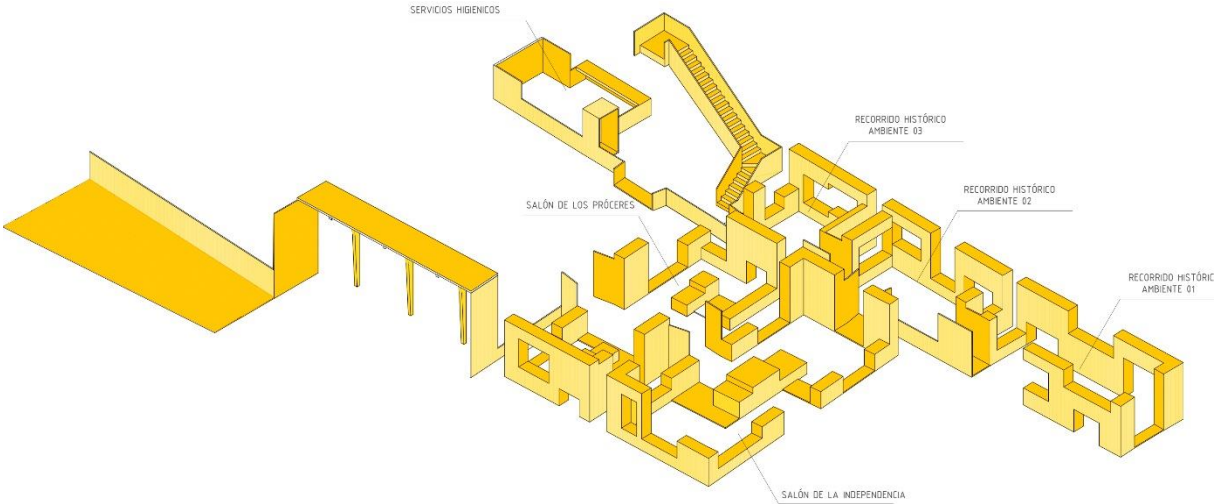 SERVICIOS HIGIENICOS
RECORRIDO HISTÓRICO
AMBIENTE 03
RECORRIDO HISTÓRICO
AMBIENTE 02
SALÓN DE LOS PRÓCERES
RECORRIDO HISTÓRIC
AMBIENTE 01
SALÓN DE LA INDEPENDENCIA